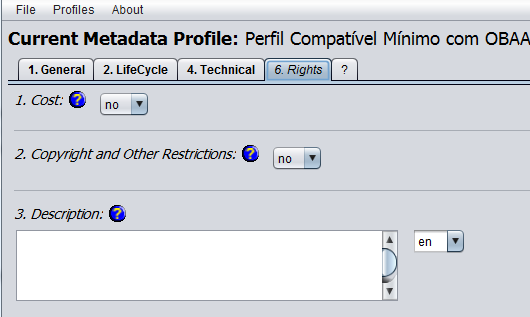 File Profiles About
Current Metadata Profile: Perfil Compatível Mínimo com OBAA
1. General 2. LifeCycle 4. Technical 6. Rights ?
1. Cost: ? no
2. Copyright and Other Restrictions: ? no
3. Description: ?
en